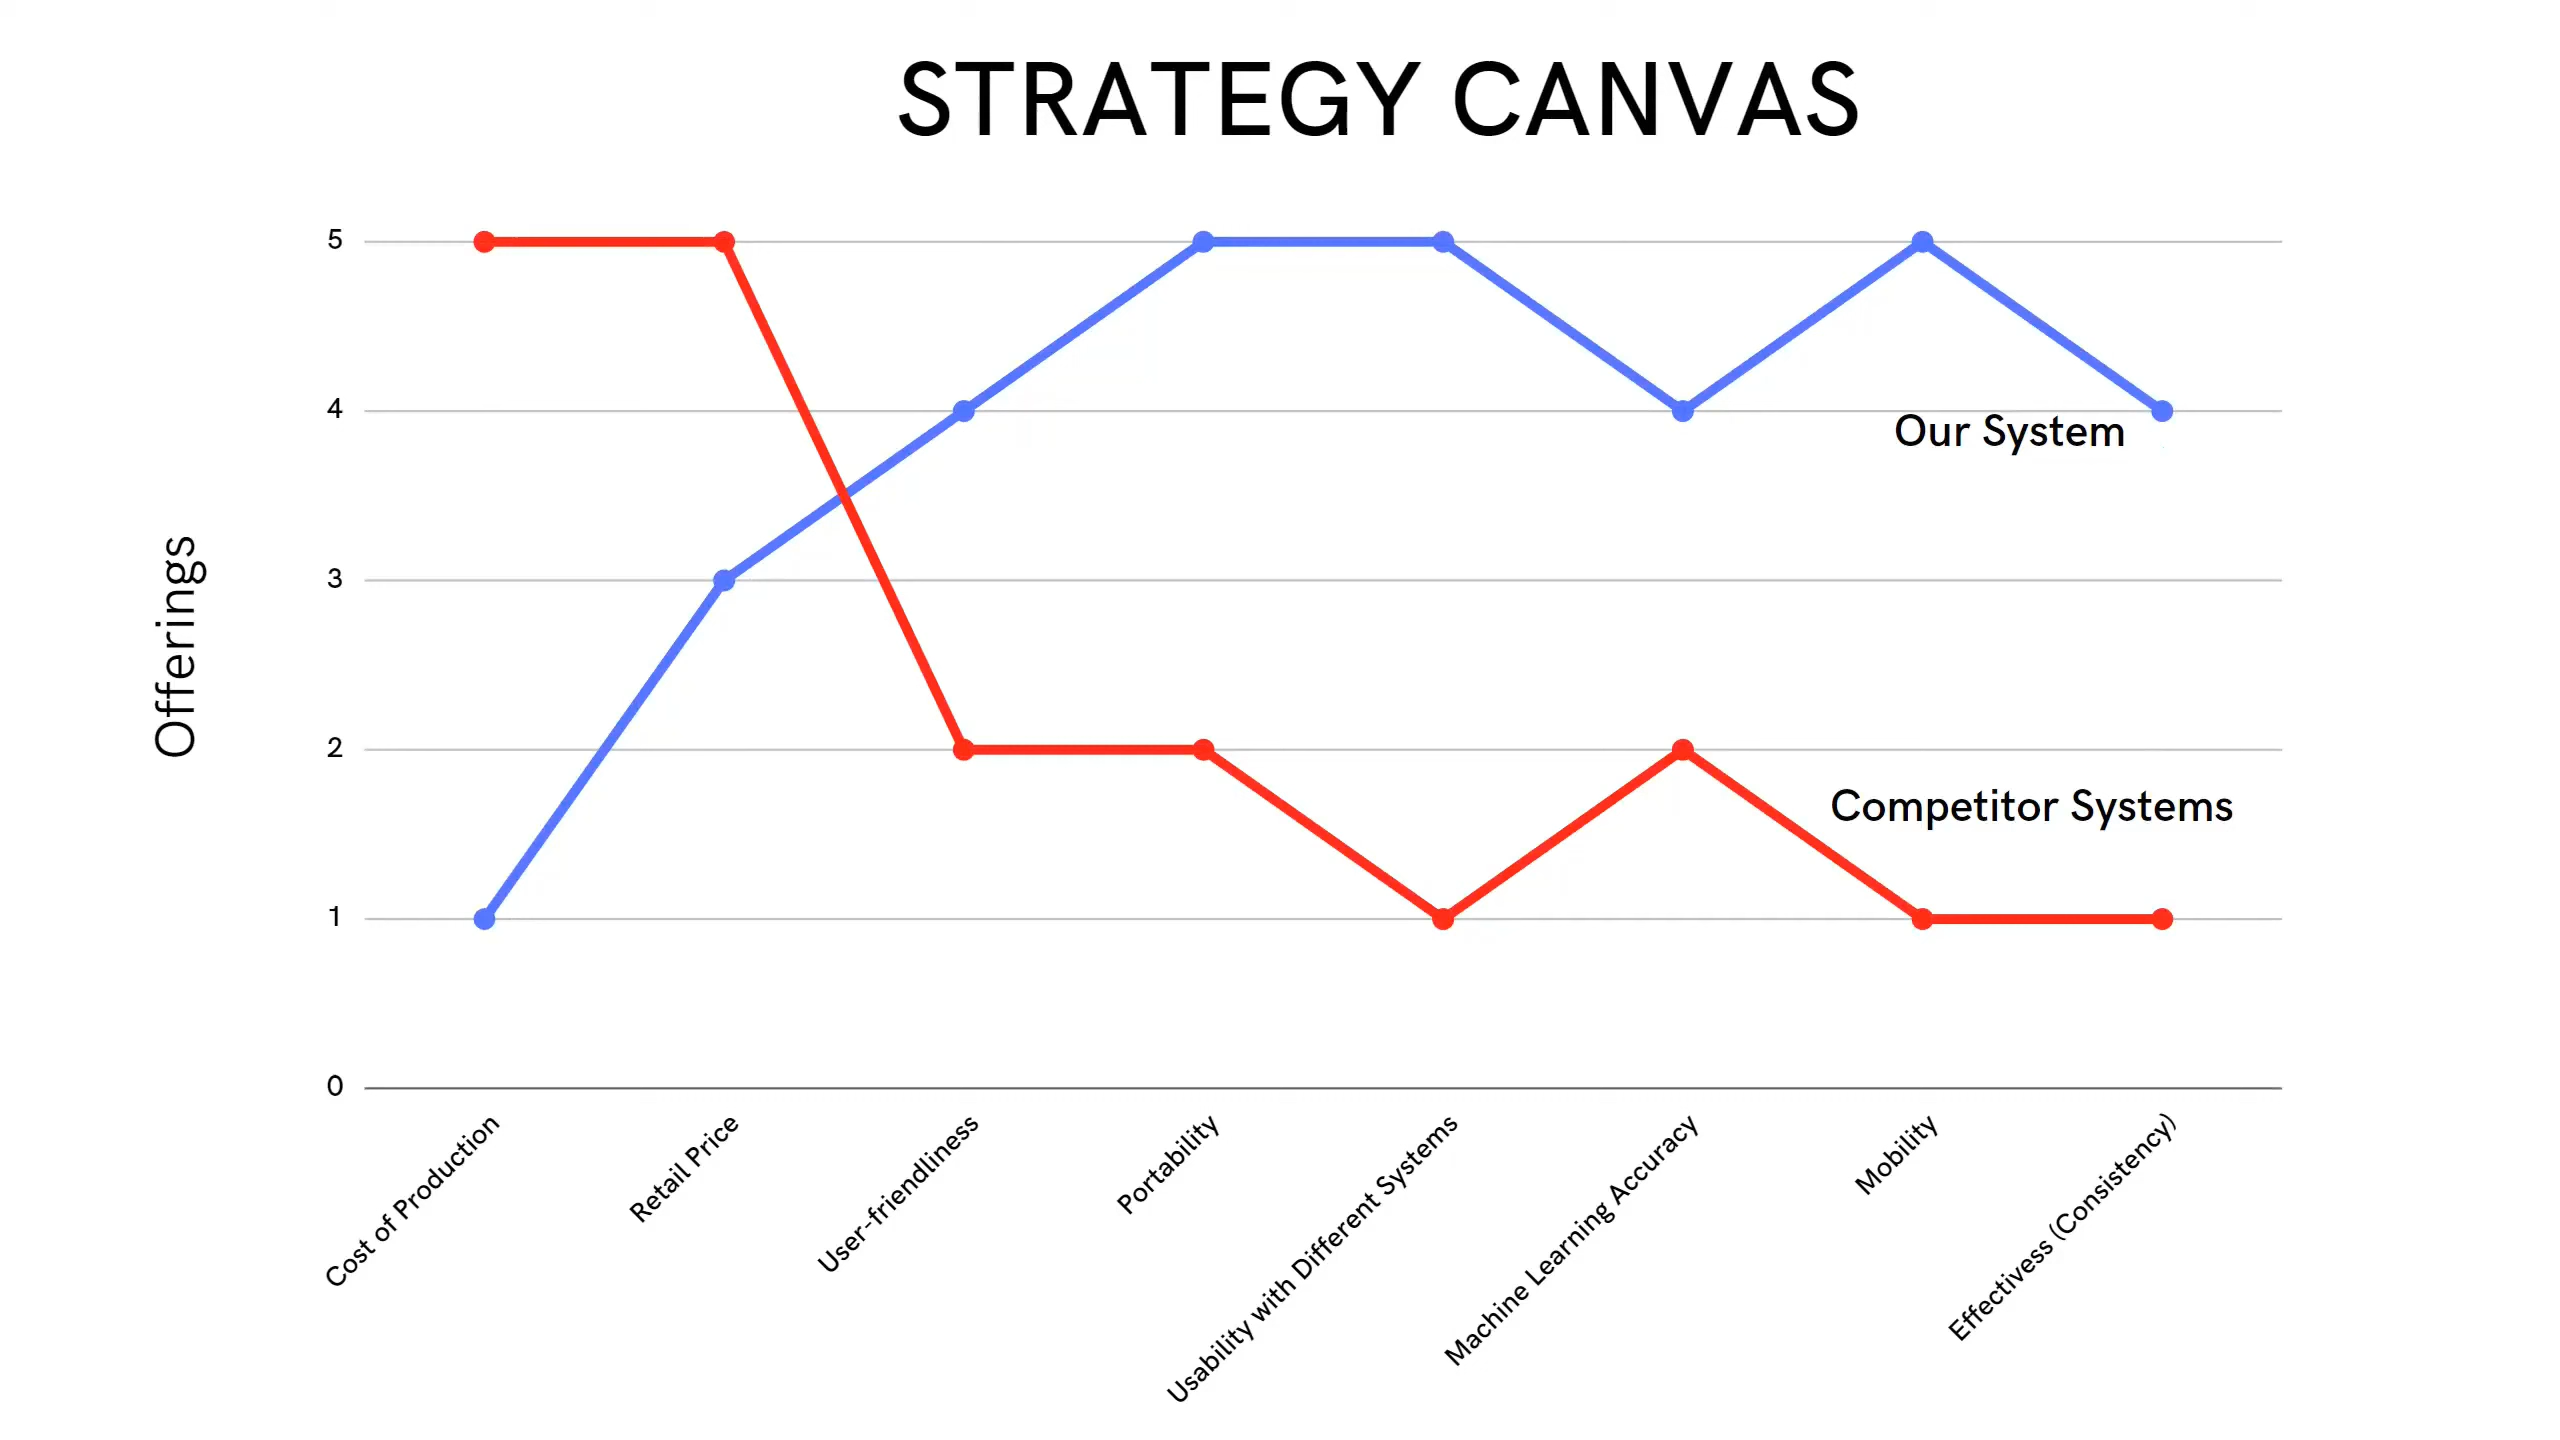 STRATEGY CANVAS
Offerings
5
4
3
2
1
0
Our System
Competitor Systems
Cost of Production
Retail Price
User-friendliness
Portability
Usability with Different Systems
Machine Learning Accuracy
Mobility
Effectivess (Consistency)